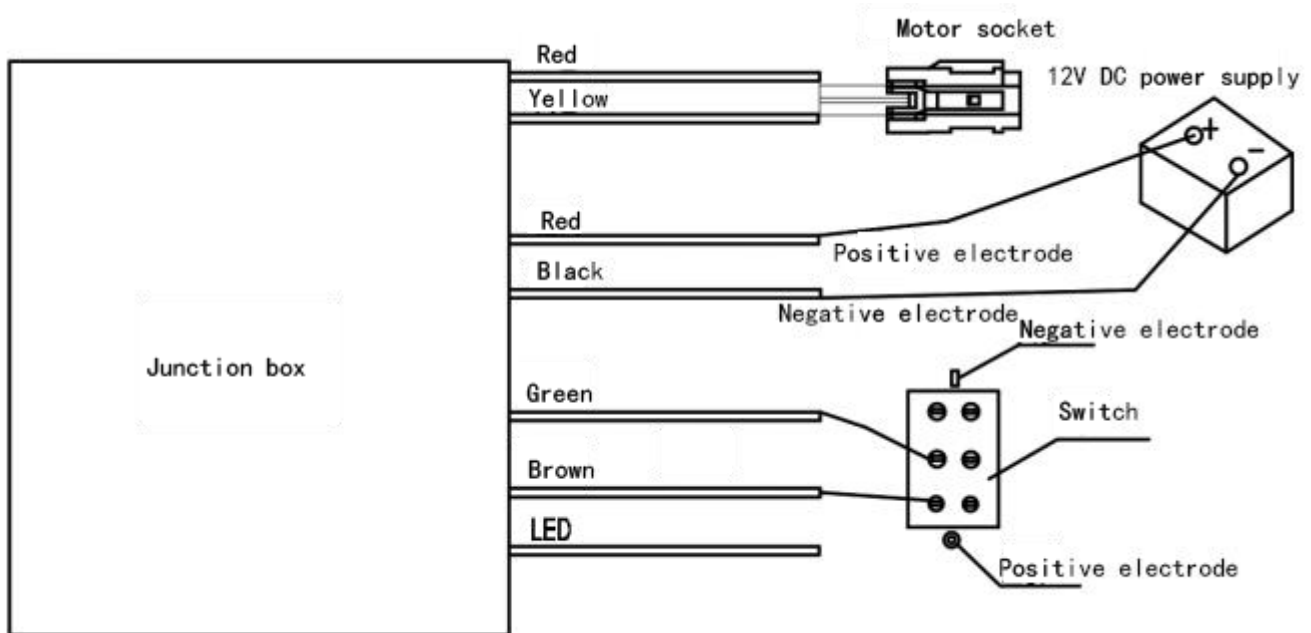 Motor socket
Red
12V DC power supply
Yellow
+
-
Red
Positive electrode
Black
Negative electrode
Negative electrode
Junction box
Green
Switch
Brown
LED
Positive electrode